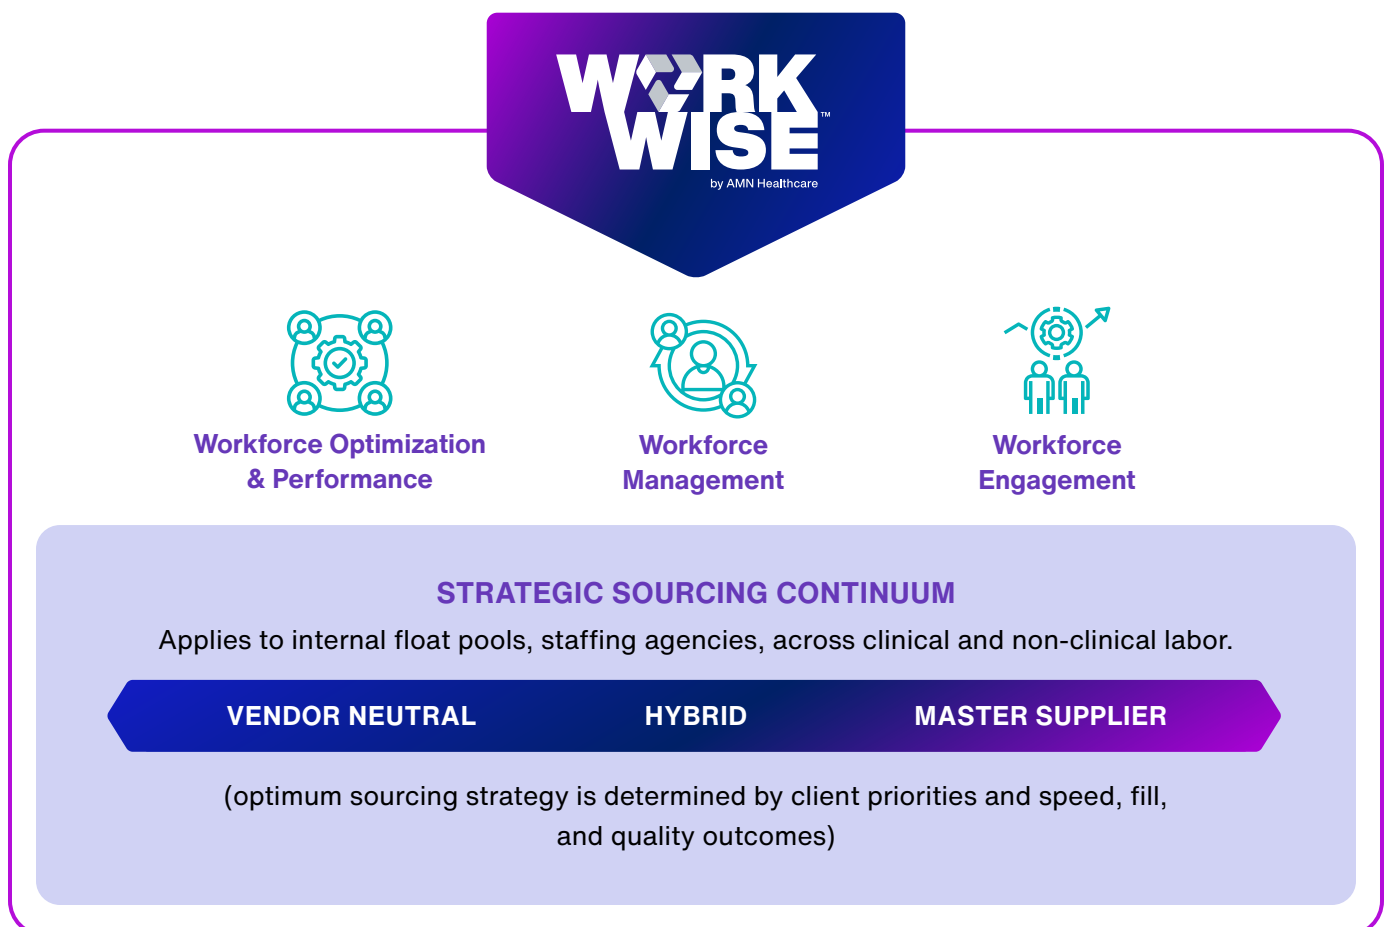 WORK
WISE™
by AMN Healthcare
Workforce Optimization
& Performance
Workforce
Management
Workforce
Engagement
STRATEGIC SOURCING CONTINUUM
Applies to internal float pools, staffing agencies, across clinical and non-clinical labor.
VENDOR NEUTRAL HYBRID MASTER SUPPLIER
(optimum sourcing strategy is determined by client priorities and speed, fill,
and quality outcomes)